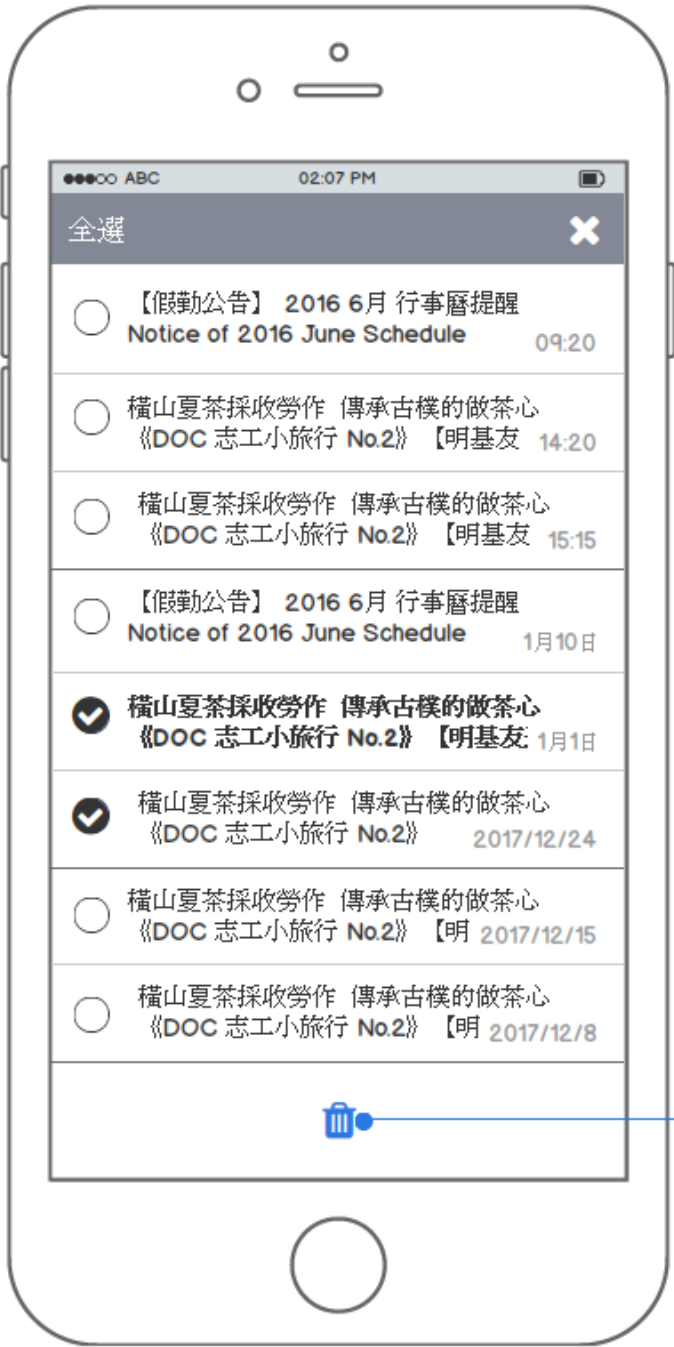 ABC 02:07 PM
全選
【假勤公告】 2016 6月 行事曆提醒
Notice of 2016 June Schedule 09:20
橫山夏茶採收勞作 傳承古樸的做茶心
《DOC 志工小旅行 No.2》【明基友 14:20
橫山夏茶採收勞作 傳承古樸的做茶心
《DOC 志工小旅行 No.2》【明基友 15:15
【假勤公告】 2016 6月 行事曆提醒
Notice of 2016 June Schedule 1月10日
橫山夏茶採收勞作 傳承古樸的做茶心
《DOC 志工小旅行 No.2》【明基友 1月1日
橫山夏茶採收勞作 傳承古樸的做茶心
《DOC 志工小旅行 No.2》 2017/12/24
橫山夏茶採收勞作 傳承古樸的做茶心
《DOC 志工小旅行 No.2》【明 2017/12/15
橫山夏茶採收勞作 傳承古樸的做茶心
《DOC 志工小旅行 No.2》【明 2017/12/8